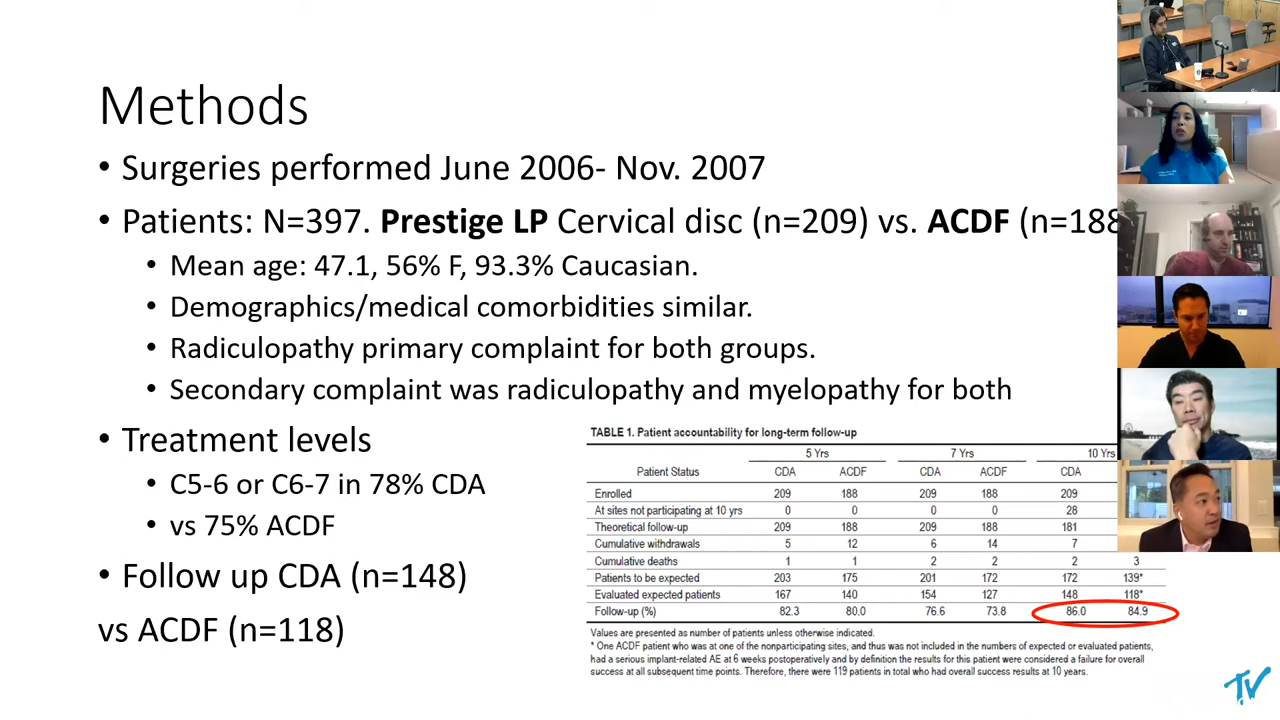 Methods
• Surgeries performed June 2006- Nov. 2007
• Patients: N=397. Prestige LP Cervical disc (n=209) vs. ACDF (n=188
• Mean age: 47.1, 56% F, 93.3% Caucasian.
• Demographics/medical comorbidities similar.
• Radiculopathy primary complaint for both groups.
• Secondary complaint was radiculopathy and myelopathy for both
• Treatment levels
• C5-6 or C6-7 in 78% CDA
• vs 75% ACDF
• Follow up CDA (n=148)
vs ACDF (n=118)
TABLE 1. Patient accountability for long-term follow-up
5 Yrs 7 Yrs 10 Yrs
Patient Status CDA ACDF CDA ACDF CDA
Enrolled 209 188 209 188 209
At sites not participating at 10 yrs 0 0 0 0 28
Theoretical follow-up 209 188 209 188 181
Cumulative withdrawals 5 12 6 14 7
Cumulative deaths 1 1 2 2 2 3
Patients to be expected 203 175 201 172 172 139*
Evaluated expected patients 167 140 154 127 148 118*
Follow-up (%) 82.3 80.0 76.6 73.8 86.0 84.9
Values are presented as number of patients unless otherwise indicated.
* One ACDF patient who was at one of the nonparticipating sites, and thus was not included in the numbers of expected or evaluated patients,
had a serious implant-related AE at 6 weeks postoperatively and by definition the results for this patient were considered a failure for overall
success at all subsequent time points. Therefore, there were 119 patients in total who had overall success results at 10 years.
TV